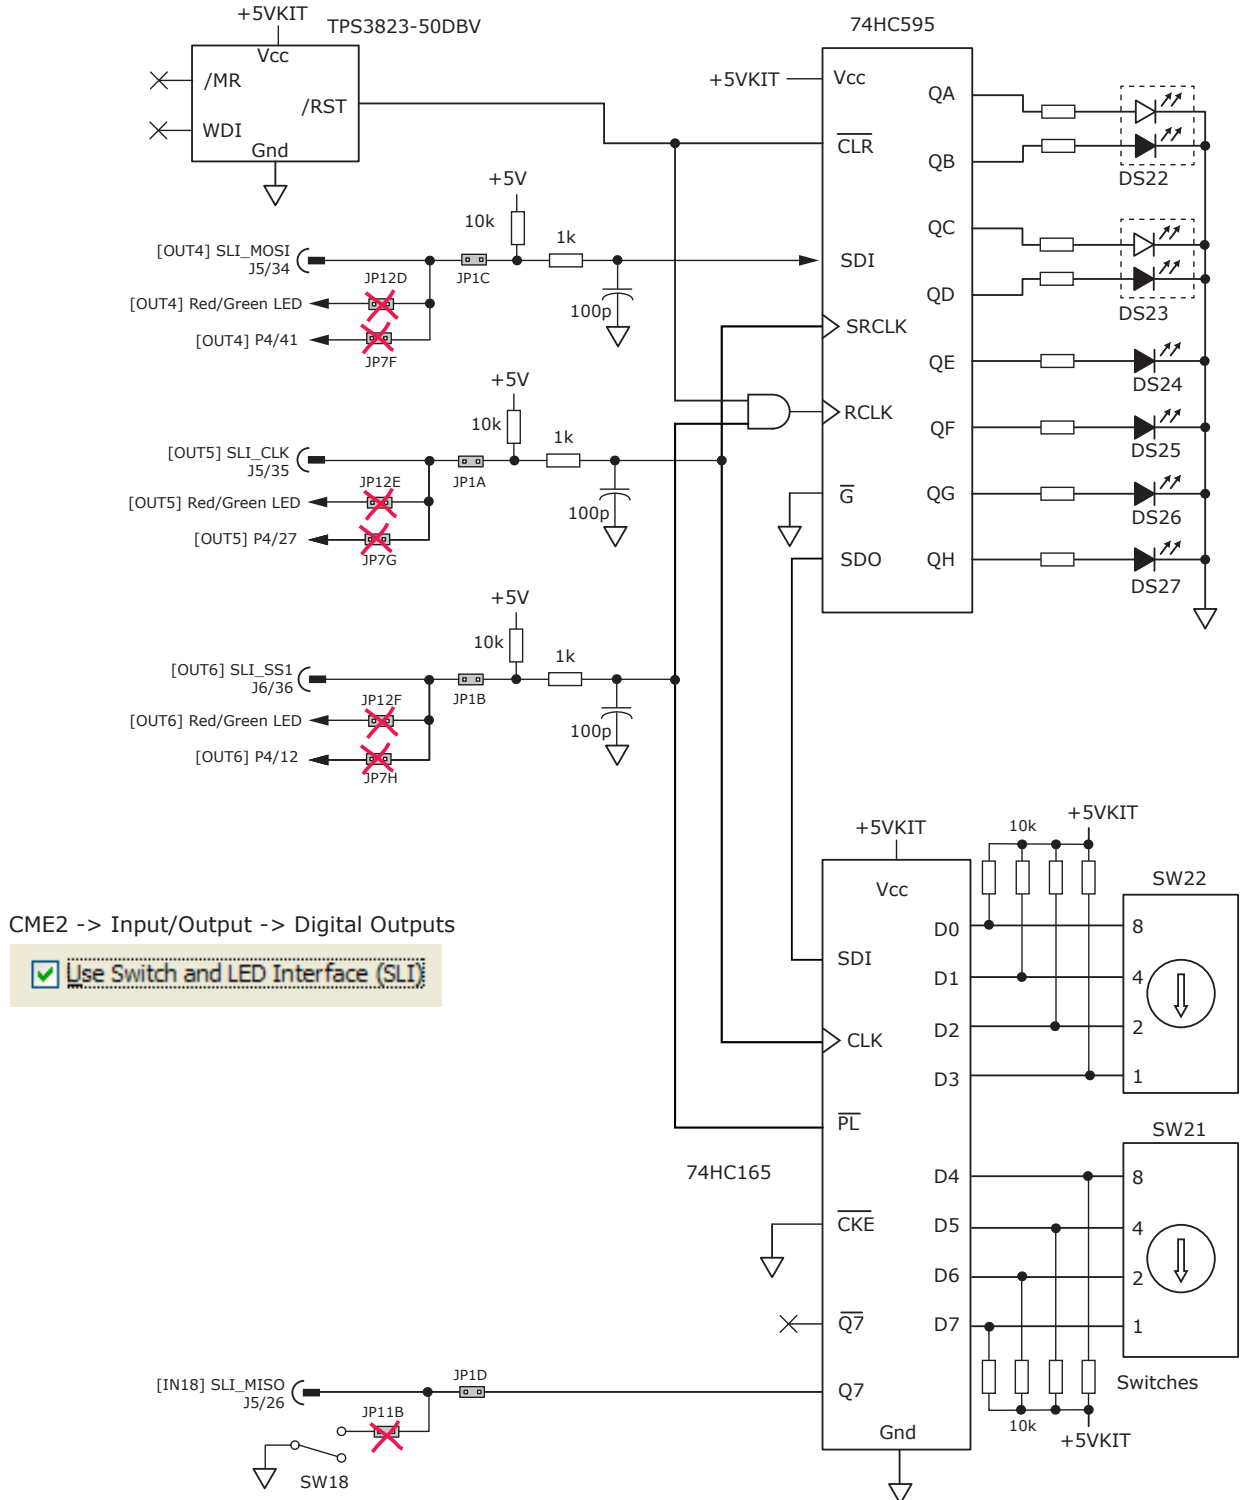 +5VKIT
TPS3823-50DBV
Vcc
/MR
/RST
WDI
Gnd
74HC595
+5VKIT
Vcc
QA
CLR
QB
DS22
QC
SDI
QD
DS23
SRCLK
QE
DS24
RCLK
QF
DS25
G
QG
DS26
SDO
QH
DS27
+5V
10k
1k
[OUT4] SLI_MOSI
J5/34
JP12D
JP1C
[OUT4] Red/Green LED
100p
[OUT4] P4/41
JP7F
+5V
10k
1k
[OUT5] SLI_CLK
J5/35
JP12E
JP1A
[OUT5] Red/Green LED
100p
[OUT5] P4/27
JP7G
+5V
10k
1k
[OUT6] SLI_SS1
J6/36
JP12F
JP1B
[OUT6] Red/Green LED
100p
[OUT6] P4/12
JP7H
CME2 -> Input/Output -> Digital Outputs
Use Switch and LED Interface (SLI)
+5VKIT
10k
+5VKIT
Vcc
SW22
D0
8
SDI
D1
4
D2
2
CLK
D3
1
PL
SW21
74HC165
D4
8
CKE
D5
4
D6
2
Q7
D7
1
[IN18] SLI_MISO
J5/26
JP1D
Q7
Switches
JP11B
10k
+5VKIT
Gnd
SW18